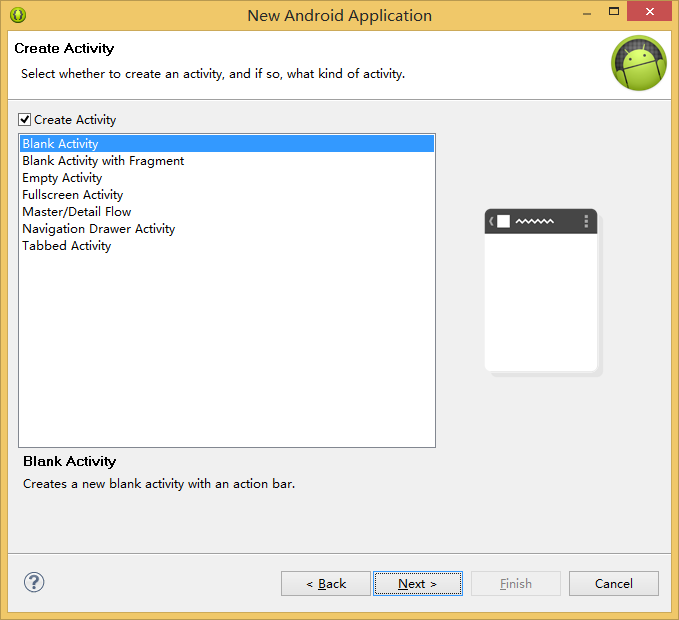 New Android Application
Create Activity
Select whether to create an activity, and if so, what kind of activity.
Create Activity
Blank Activity
Blank Activity with Fragment
Empty Activity
Fullscreen Activity
Master/Detail Flow
Navigation Drawer Activity
Tabbed Activity
Blank Activity
Creates a new blank activity with an action bar.
? < Back Next > Finish Cancel